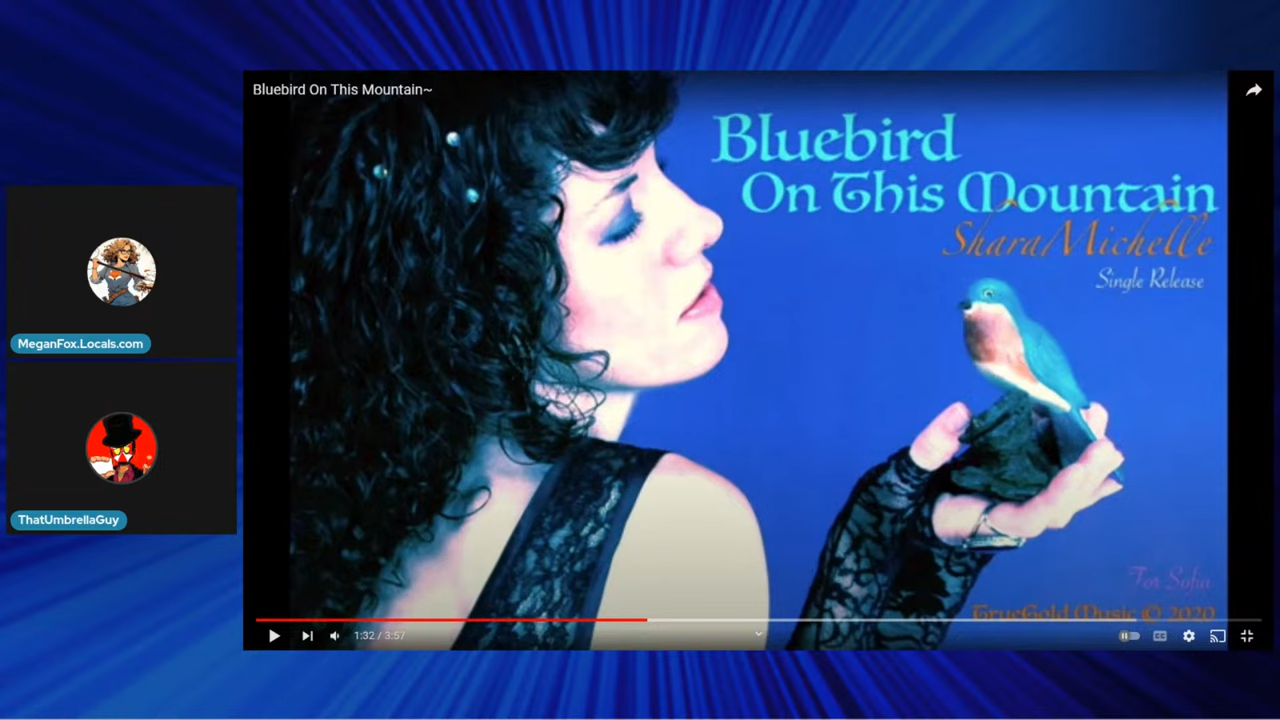 Bluebird On This Mountain~
Bluebird
On This Mountain
SharaMichelle
Single Release
For Sofia
TrueGold Music © 2020
MeganFox.Locals.com
ThatUmbrellaGuy
1:32 / 3:57
CC